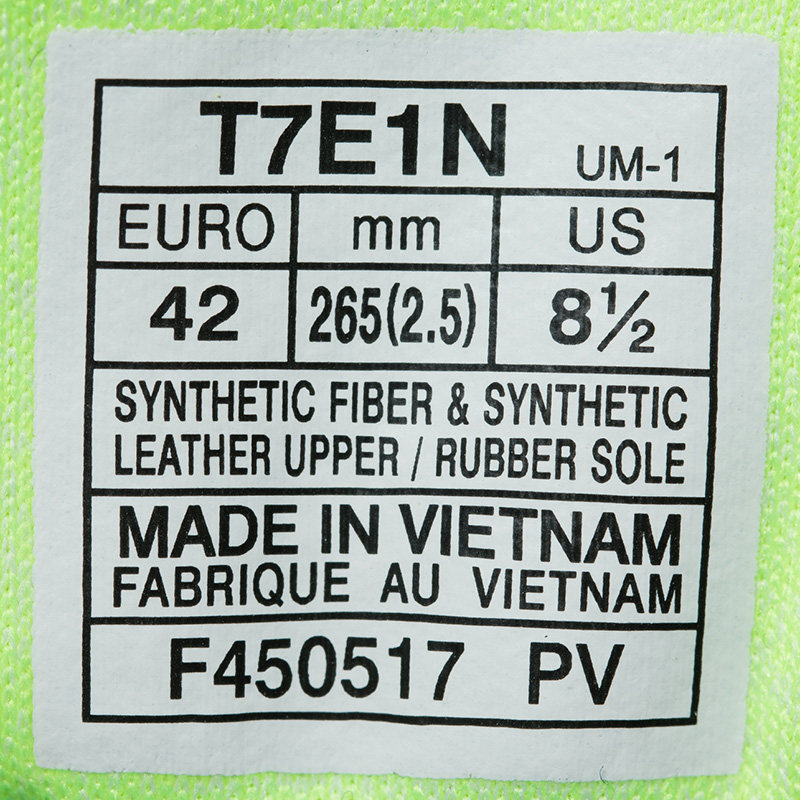 T7E1N UM-1
EURO mm US
42 265(2.5) 8½
SYNTHETIC FIBER & SYNTHETIC
LEATHER UPPER / RUBBER SOLE
MADE IN VIETNAM
FABRIQUE AU VIETNAM
F450517 PV